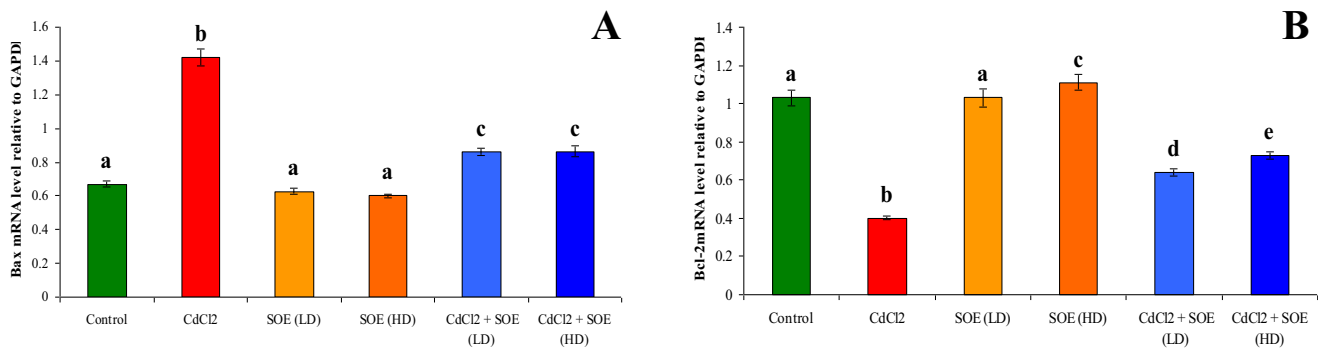 A
Bax mRNA level relative to GAPD
1.6
1.4
1.2
1
0.8
0.6
0.4
0.2
0
a
b
a
a
c
c
Control
CdCl2
SOE (LD)
SOE (HD)
CdCl2 + SOE
(LD)
CdCl2 + SOE
(HD)
B
Bcl-2mRNA level relative to GAPDI
1.4
1.2
1
0.8
0.6
0.4
0.2
0
a
b
a
c
d
e
Control
CdCl2
SOE (LD)
SOE (HD)
CdCl2 + SOE
(LD)
CdCl2 + SOE
(HD)